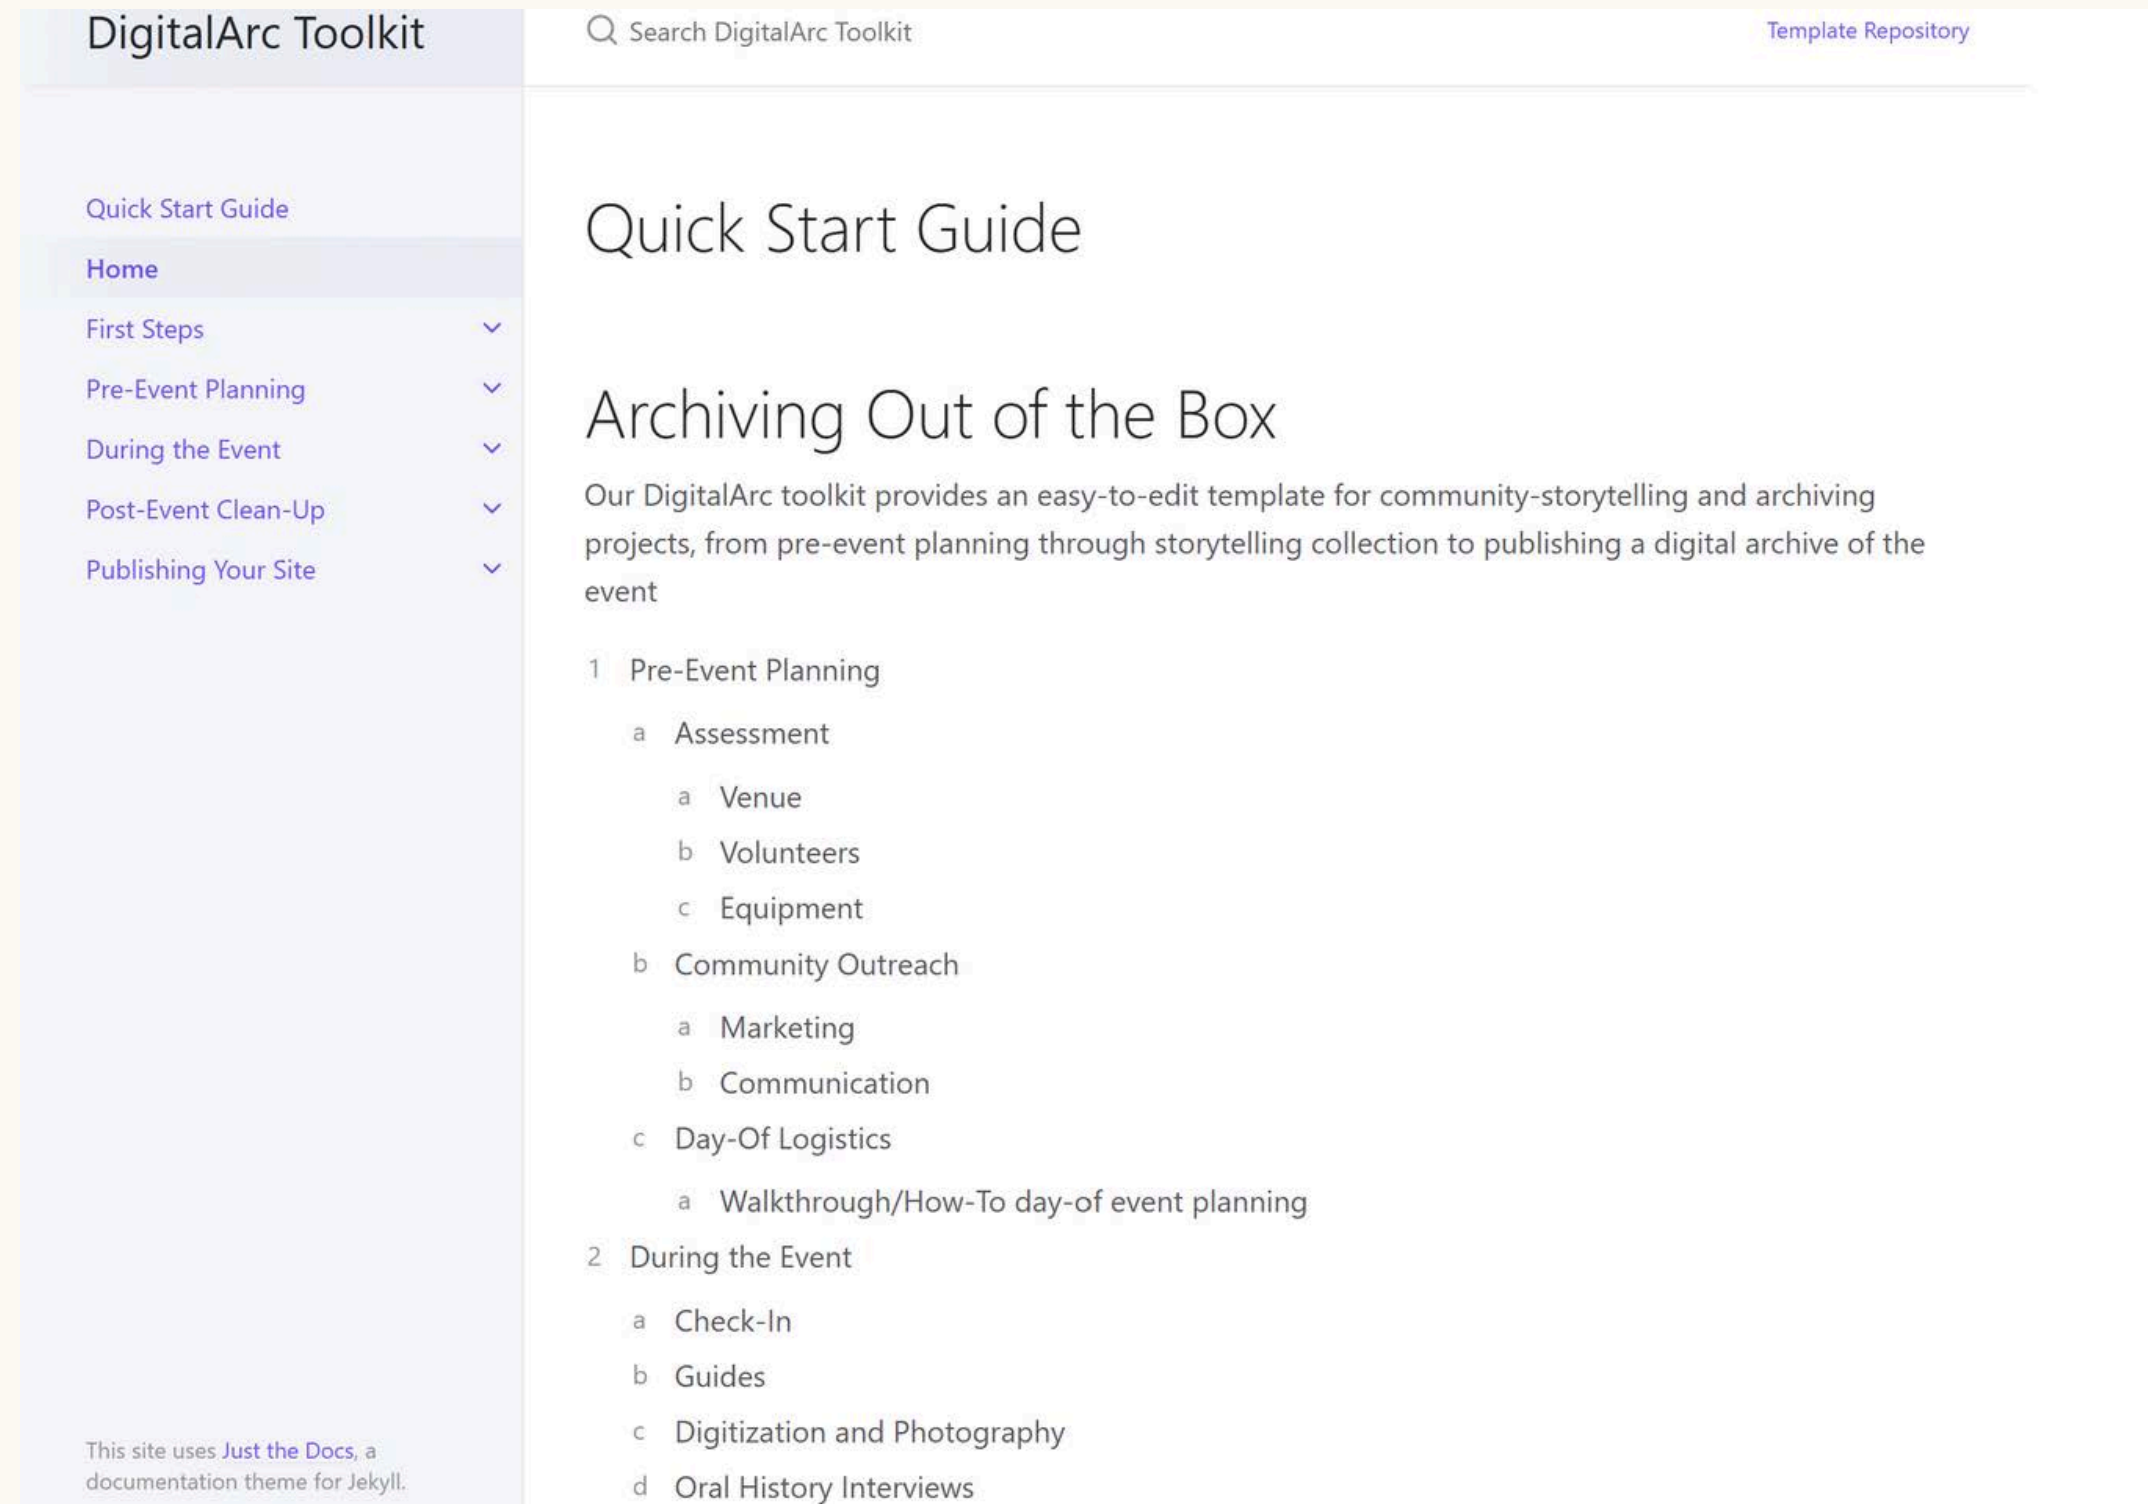 DigitalArc Toolkit
Search DigitalArc Toolkit
Template Repository
Quick Start Guide
Home
First Steps
Pre-Event Planning
During the Event
Post-Event Clean-Up
Publishing Your Site
This site uses Just the Docs, a
documentation theme for Jekyll.
Quick Start Guide
Archiving Out of the Box
Our DigitalArc toolkit provides an easy-to-edit template for community-storytelling and archiving
projects, from pre-event planning through storytelling collection to publishing a digital archive of the
event
1 Pre-Event Planning
a Assessment
a Venue
b Volunteers
c Equipment
b Community Outreach
a Marketing
b Communication
c Day-Of Logistics
a Walkthrough/How-To day-of event planning
2 During the Event
a Check-In
b Guides
c Digitization and Photography
d Oral History Interviews